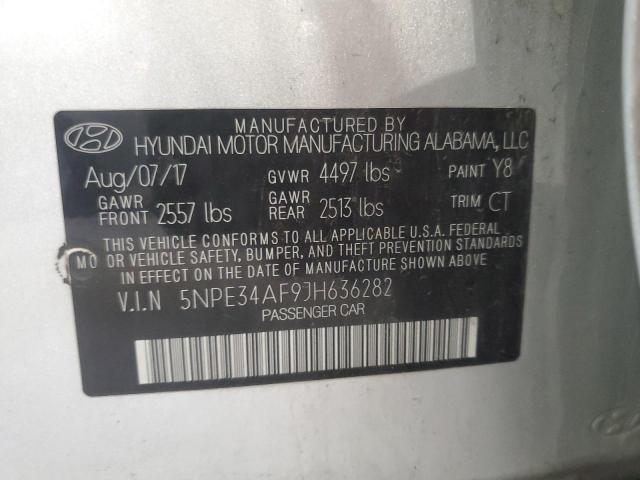 MANUFACTURED BY
HYUNDAI MOTOR MANUFACTURING ALABAMA, LLC
Aug/07/17 GVWR 4497 lbs PAINT Y8
GAWR FRONT 2557 lbs GAWR REAR 2513 lbs TRIM CT
THIS VEHICLE CONFORMS TO ALL APPLICABLE U.S.A. FEDERAL
MO OR VEHICLE SAFETY, BUMPER, AND THEFT PREVENTION STANDARDS
IN EFFECT ON THE DATE OF MANUFACTURE SHOWN ABOVE.
V.I.N 5NPE34AF9JH636282
PASSENGER CAR